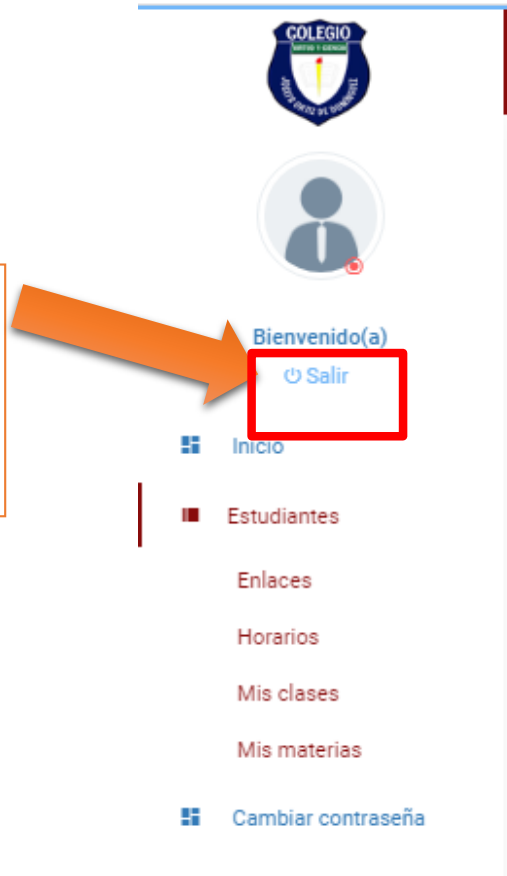 COLEGIO
Bienvenido(a)
Salir
Inicio
Estudiantes
Enlaces
Horarios
Mis clases
Mis materias
Cambiar contraseña